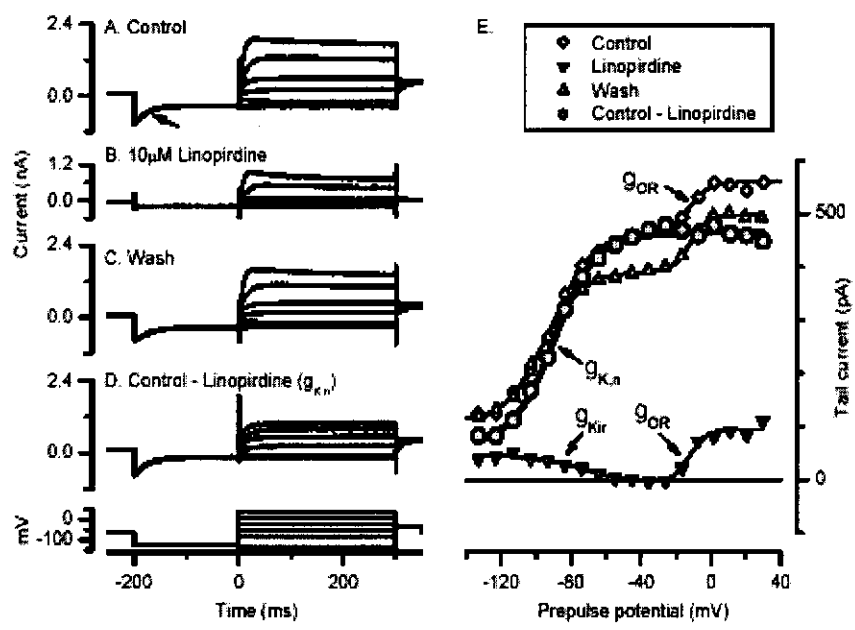 A. Control
2.4
0.0
B. 10µM Linopirdine
1.2
0.0
C. Wash
2.4
0.0
D. Control - Linopirdine (gK,n)
2.4
0.0
Current (nA)
mV
0
-100
-200
0
200
Time (ms)
E.
Control
Linopirdine
Wash
Control - Linopirdine
gOR
gK,n
gKir
gOR
500
0
Tail current (pA)
-120
-80
-40
0
40
Prepulse potential (mV)